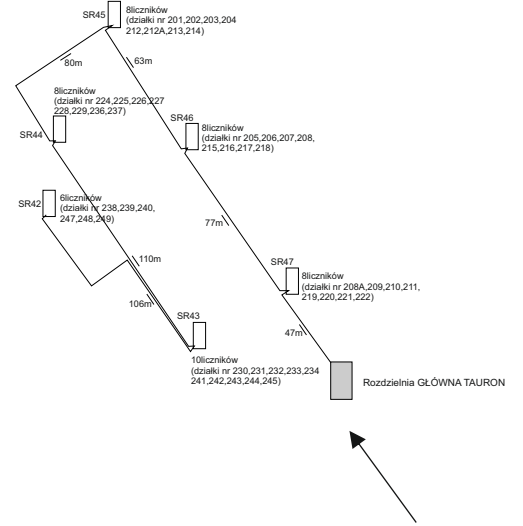 SR45
8liczników
(działki nr 201,202,203,204
212,212A,213,214)
80m
63m
8liczników
(działki nr 224,225,226,227
228,229,236,237)
SR44
SR46
8liczników
(działki nr 205,206,207,208,
215,216,217,218)
SR42
6liczników
(działki nr 238,239,240,
247,248,249)
77m
110m
SR47
8liczników
(działki nr 208A,209,210,211,
219,220,221,222)
106m
SR43
47m
10liczników
(działki nr 230,231,232,233,234
241,242,243,244,245)
Rozdzielnia GŁÓWNA TAURON